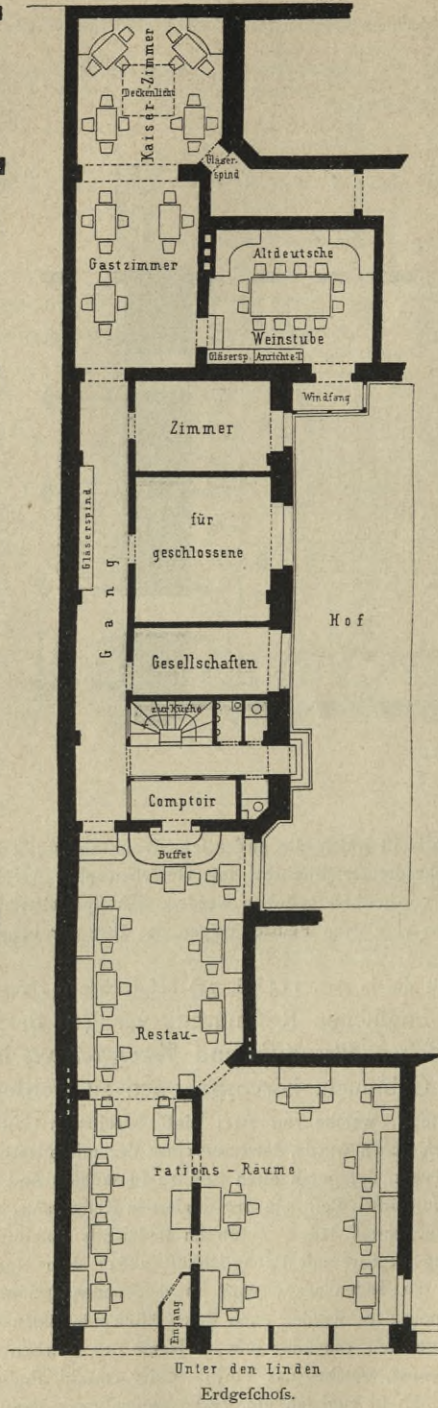 Kaiser-Zimmer
Deckenlicht
Gläser-
spind
Gastzimmer
Altdeutsche
Weinstube
Gläsersp.
Anrichte T.
Windfang
Zimmer
für
geschlossene
Gesellschaften
Gläserspind
Gang
Hof
zur Küche
Comptoir
Buffet
Restau-
rations-Räume
Eingang
Unter den Linden
Erdgeſchoſs.